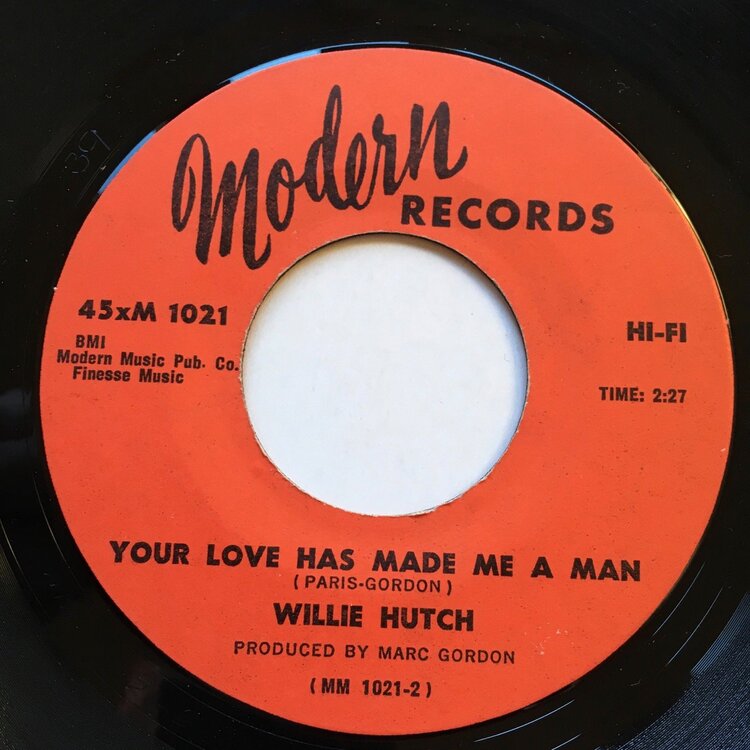 Modern
RECORDS
45xM 1021
BMI
Modern Music Pub. Co.
Finesse Music
HI-FI
TIME: 2:27
YOUR LOVE HAS MADE ME A MAN
(PARIS-GORDON)
WILLIE HUTCH
PRODUCED BY MARC GORDON
(MM 1021-2)